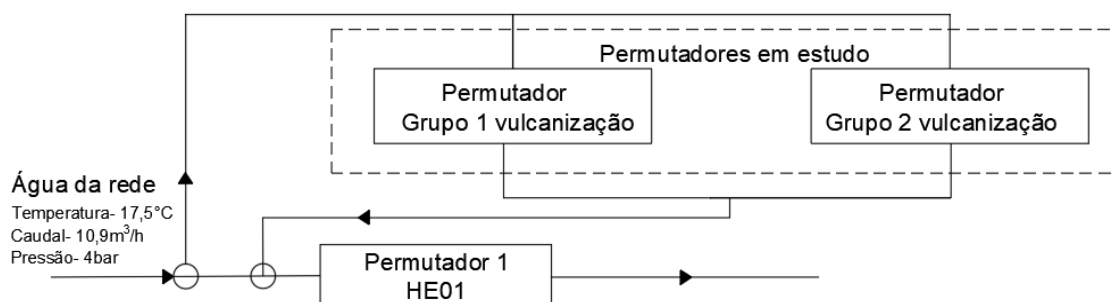 Permutadores em estudo
Permutador
Grupo 1 vulcanização
Permutador
Grupo 2 vulcanização
Água da rede
Temperatura- 17,5°C
Caudal- 10,9m³/h
Pressão- 4bar
Permutador 1
HE01